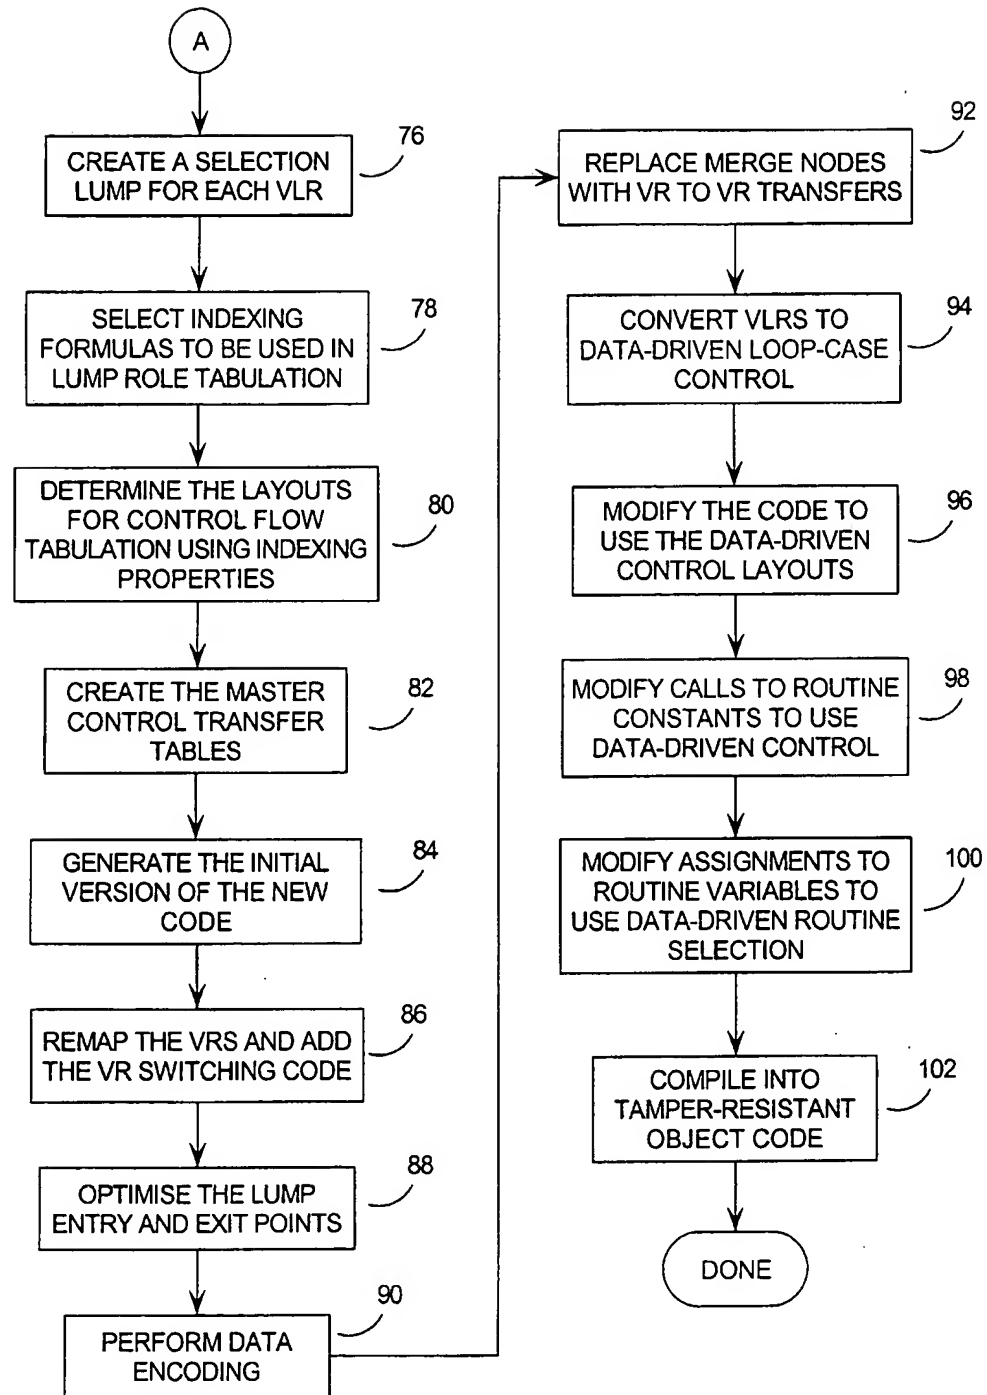 A
CREATE A SELECTION
LUMP FOR EACH VLR
76
SELECT INDEXING
FORMULAS TO BE USED IN
LUMP ROLE TABULATION
78
DETERMINE THE LAYOUTS
FOR CONTROL FLOW
TABULATION USING INDEXING
PROPERTIES
80
CREATE THE MASTER
CONTROL TRANSFER
TABLES
82
GENERATE THE INITIAL
VERSION OF THE NEW
CODE
84
REMAP THE VRS AND ADD
THE VR SWITCHING CODE
86
OPTIMISE THE LUMP
ENTRY AND EXIT POINTS
88
PERFORM DATA
ENCODING
90
REPLACE MERGE NODES
WITH VR TO VR TRANSFERS
92
CONVERT VLRS TO
DATA-DRIVEN LOOP-CASE
CONTROL
94
MODIFY THE CODE TO
USE THE DATA-DRIVEN
CONTROL LAYOUTS
96
MODIFY CALLS TO ROUTINE
CONSTANTS TO USE
DATA-DRIVEN CONTROL
98
MODIFY ASSIGNMENTS TO
ROUTINE VARIABLES TO
USE DATA-DRIVEN ROUTINE
SELECTION
100
COMPILE INTO
TAMPER-RESISTANT
OBJECT CODE
102
DONE